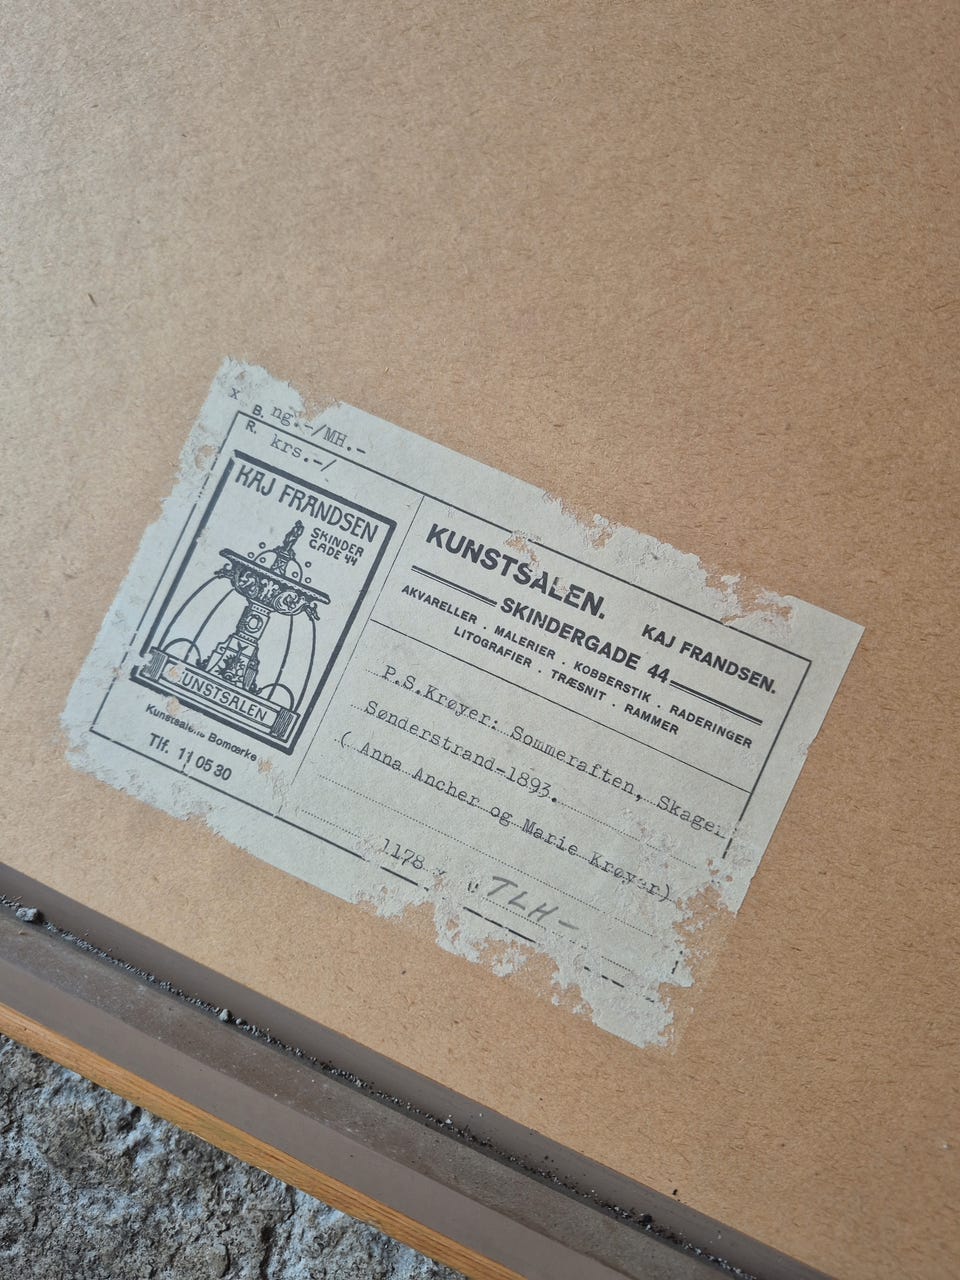 x B. ng.-/MH.-
R. krs.-/
KAJ FRANDSEN
SKINDER
GADE 44
KUNSTSALEN
Kunstsalens Bomærke
Tlf. 11 05 30
KUNSTSALEN. KAJ FRANDSEN.
SKINDERGADE 44
AKVARELLER . MALERIER . KOBBERSTIK . RADERINGER
LITOGRAFIER . TRÆSNIT . RAMMER
P.S.Krøyer: Sommeraften, Skagen
Sønderstrand-1893.
( Anna Ancher og Marie Krøyer)
1178
TLH-